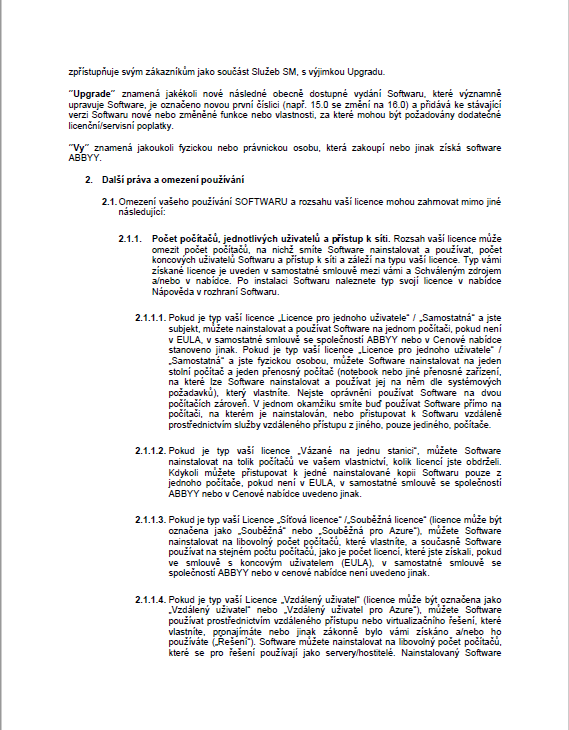 zpřístupňuje svým zákazníkům jako součást Služeb SM, s výjimkou Upgradu.
"Upgrade" znamená jakékoli nové následné obecně dostupné vydání Softwaru, které významně
upravuje Software, je označeno novou první číslicí (např. 15.0 se změní na 16.0) a přidává ke stávající
verzi Softwaru nové nebo změněné funkce nebo vlastnosti, za které mohou být požadovány dodatečné
licenční/servisní poplatky.
"Vy" znamená jakoukoli fyzickou nebo právnickou osobu, která zakoupí nebo jinak získá software
ABBYY.
2. Další práva a omezení používání
2.1. Omezení vašeho používání SOFTWARU a rozsahu vaší licence mohou zahrnovat mimo jiné
následující:
2.1.1. Počet počítačů, jednotlivých uživatelů a přístup k síti. Rozsah vaší licence může
omezit počet počítačů, na nichž smíte Software nainstalovat a používat, počet
koncových uživatelů Softwaru a přístup k síti a záleží na typu vaší licence. Typ vámi
získané licence je uveden v samostatné smlouvě mezi vámi a Schváleným zdrojem
a/nebo v nabídce. Po instalaci Softwaru naleznete typ svojí licence v nabídce
Nápověda v rozhraní Softwaru.
2.1.1.1. Pokud je typ vaší licence „Licence pro jednoho uživatele" / „Samostatná" a jste
subjekt, můžete nainstalovat a používat Software na jednom počítači, pokud není
v EULA, v samostatné smlouvě se společností ABBYY nebo v Cenové nabídce
stanoveno jinak. Pokud je typ vaší licence „Licence pro jednoho uživatele" /
„Samostatná" a jste fyzickou osobou, můžete Software nainstalovat na jeden
stolní počítač a jeden přenosný počítač (notebook nebo jiné přenosné zařízení,
na které lze Software nainstalovat a používat jej na něm dle systémových
požadavků), který vlastníte. Nejste oprávněni používat Software na dvou
počítačích zároveň. V jednom okamžiku smíte buď používat Software přímo na
počítači, na kterém je nainstalován, nebo přistupovat k Softwaru vzdáleně
prostřednictvím služby vzdáleného přístupu z jiného, pouze jediného, počítače.
2.1.1.2. Pokud je typ vaší licence „Vázané na jednu stanici", můžete Software
nainstalovat na tolik počítačů ve vašem vlastnictví, kolik licencí jste obdrželi.
Kdykoli můžete přistupovat k jedné nainstalované kopii Softwaru pouze z
jednoho počítače, pokud není v EULA, v samostatné smlouvě se společností
ABBYY nebo v Cenové nabídce uvedeno jinak.
2.1.1.3. Pokud je typ vaší Licence „Síťová licence" /„Souběžná licence" (licence může být
označena jako „Souběžná" nebo „Souběžná pro Azure"), můžete Software
nainstalovat na libovolný počet počítačů, které vlastníte, a současně Software
používat na stejném počtu počítačů, jako je počet licencí, které jste získali, pokud
ve smlouvě s koncovým uživatelem (EULA), v samostatné smlouvě se
společností ABBYY nebo v cenové nabídce není uvedeno jinak.
2.1.1.4. Pokud je typ vaší Licence „Vzdálený uživatel" (licence může být označena jako
„Vzdálený uživatel" nebo „Vzdálený uživatel pro Azure"), můžete Software
používat prostřednictvím vzdáleného přístupu nebo virtualizačního řešení, které
vlastníte, pronajímáte nebo jinak zákonně bylo vámi získáno a/nebo ho
používáte („Řešení"). Software můžete nainstalovat na libovolný počet počítačů,
které se pro řešení používají jako servery/hostitelé. Nainstalovaný Software